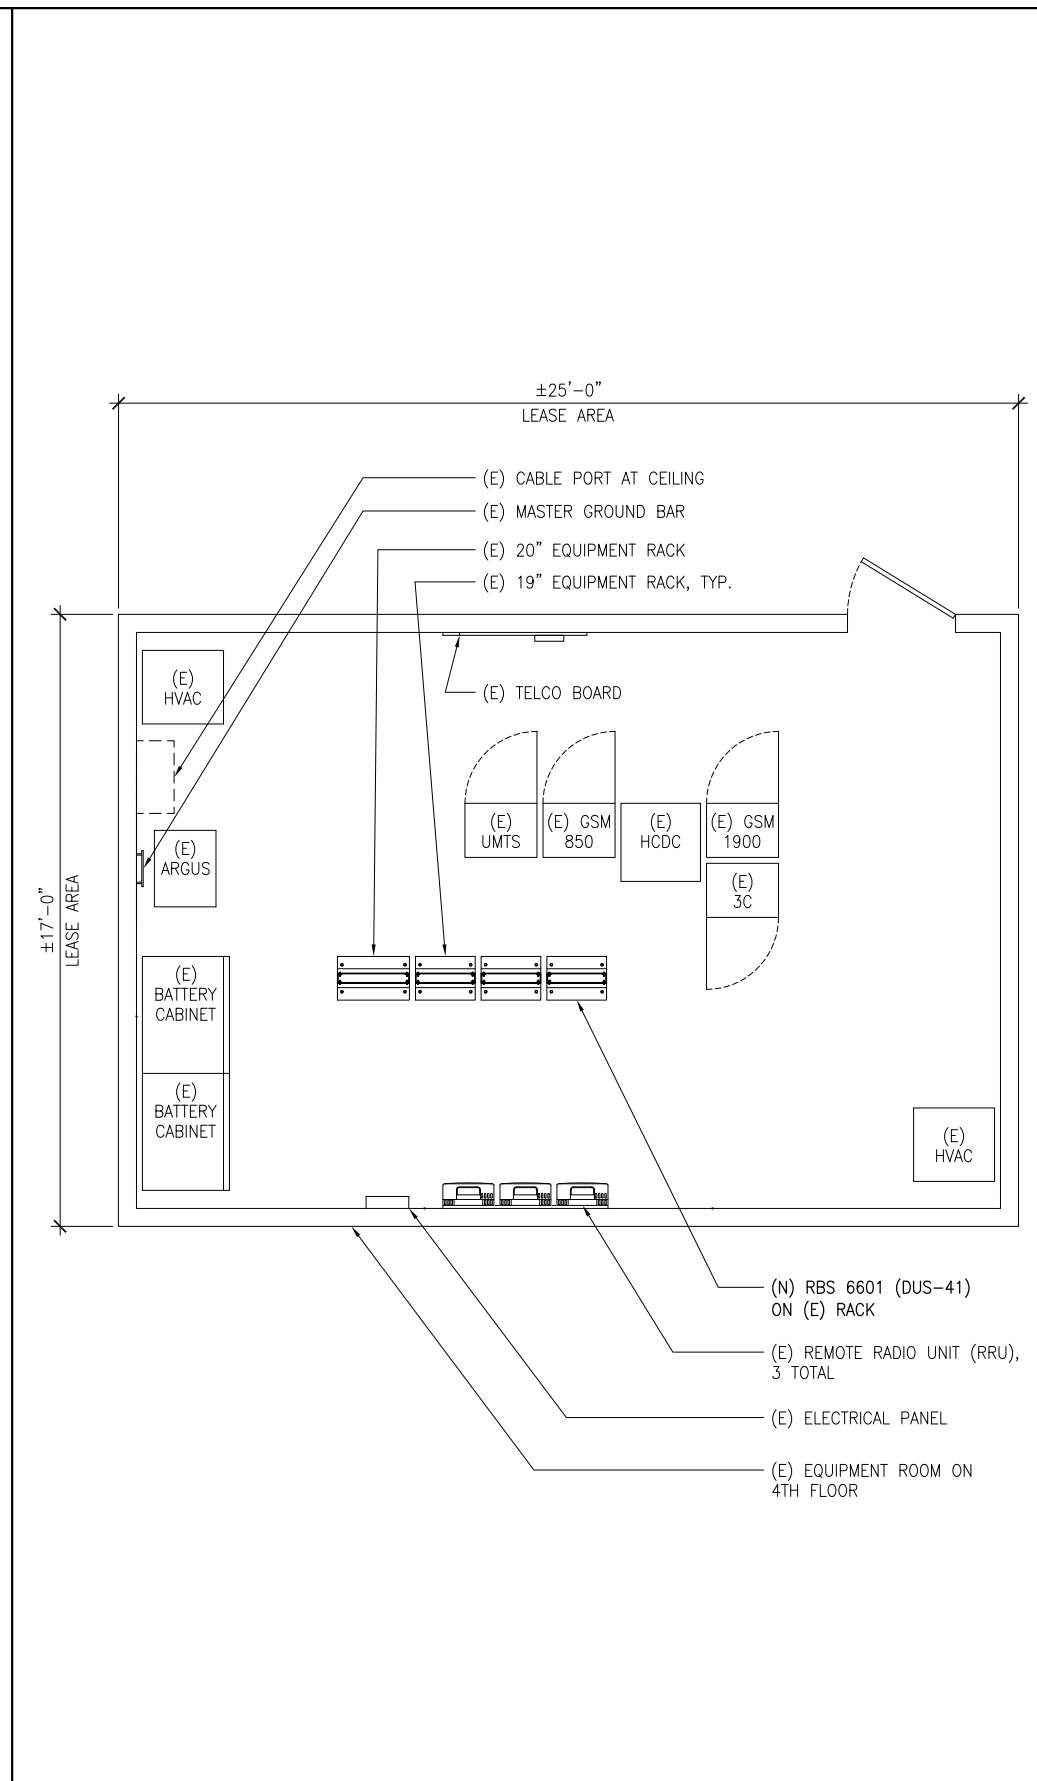 ±25'-0"
LEASE AREA
(E) CABLE PORT AT CEILING
(E) MASTER GROUND BAR
(E) 20" EQUIPMENT RACK
(E) 19" EQUIPMENT RACK, TYP.
(E)
HVAC
(E) TELCO BOARD
(E)
UMTS
(E) GSM
850
(E)
HCDC
(E) GSM
1900
(E)
ARGUS
(E)
3C
±17'-0"
LEASE AREA
(E)
BATTERY
CABINET
(E)
BATTERY
CABINET
(E)
HVAC
(N) RBS 6601 (DUS-41)
ON (E) RACK
(E) REMOTE RADIO UNIT (RRU),
3 TOTAL
(E) ELECTRICAL PANEL
(E) EQUIPMENT ROOM ON
4TH FLOOR